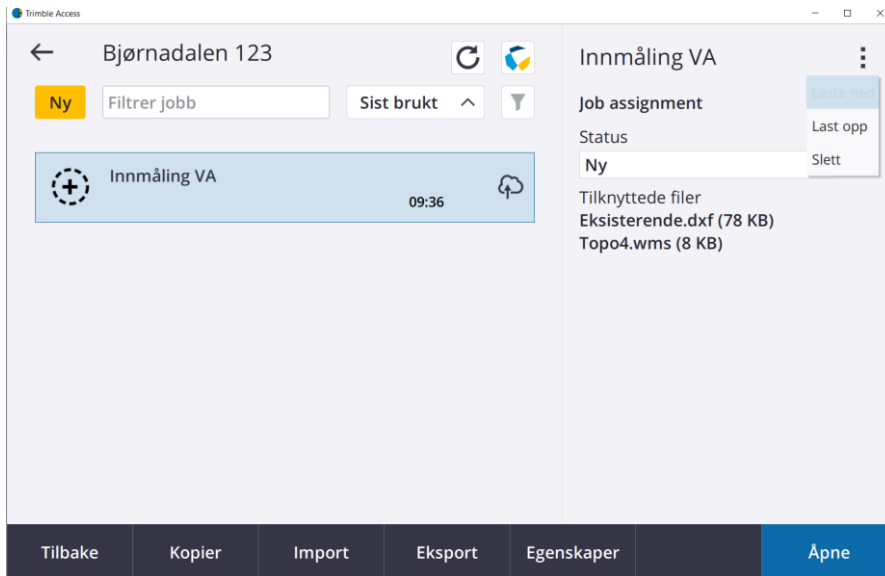 Trimble Access
Bjørnadalen 123
Ny
Filtrer jobb
Sist brukt
Innmåling VA
09:36
Innmåling VA
Laste ned
Last opp
Slett
Job assignment
Status
Ny
Tilknyttede filer
Eksisterende.dxf (78 KB)
Topo4.wms (8 KB)
Tilbake
Kopier
Import
Eksport
Egenskaper
Åpne